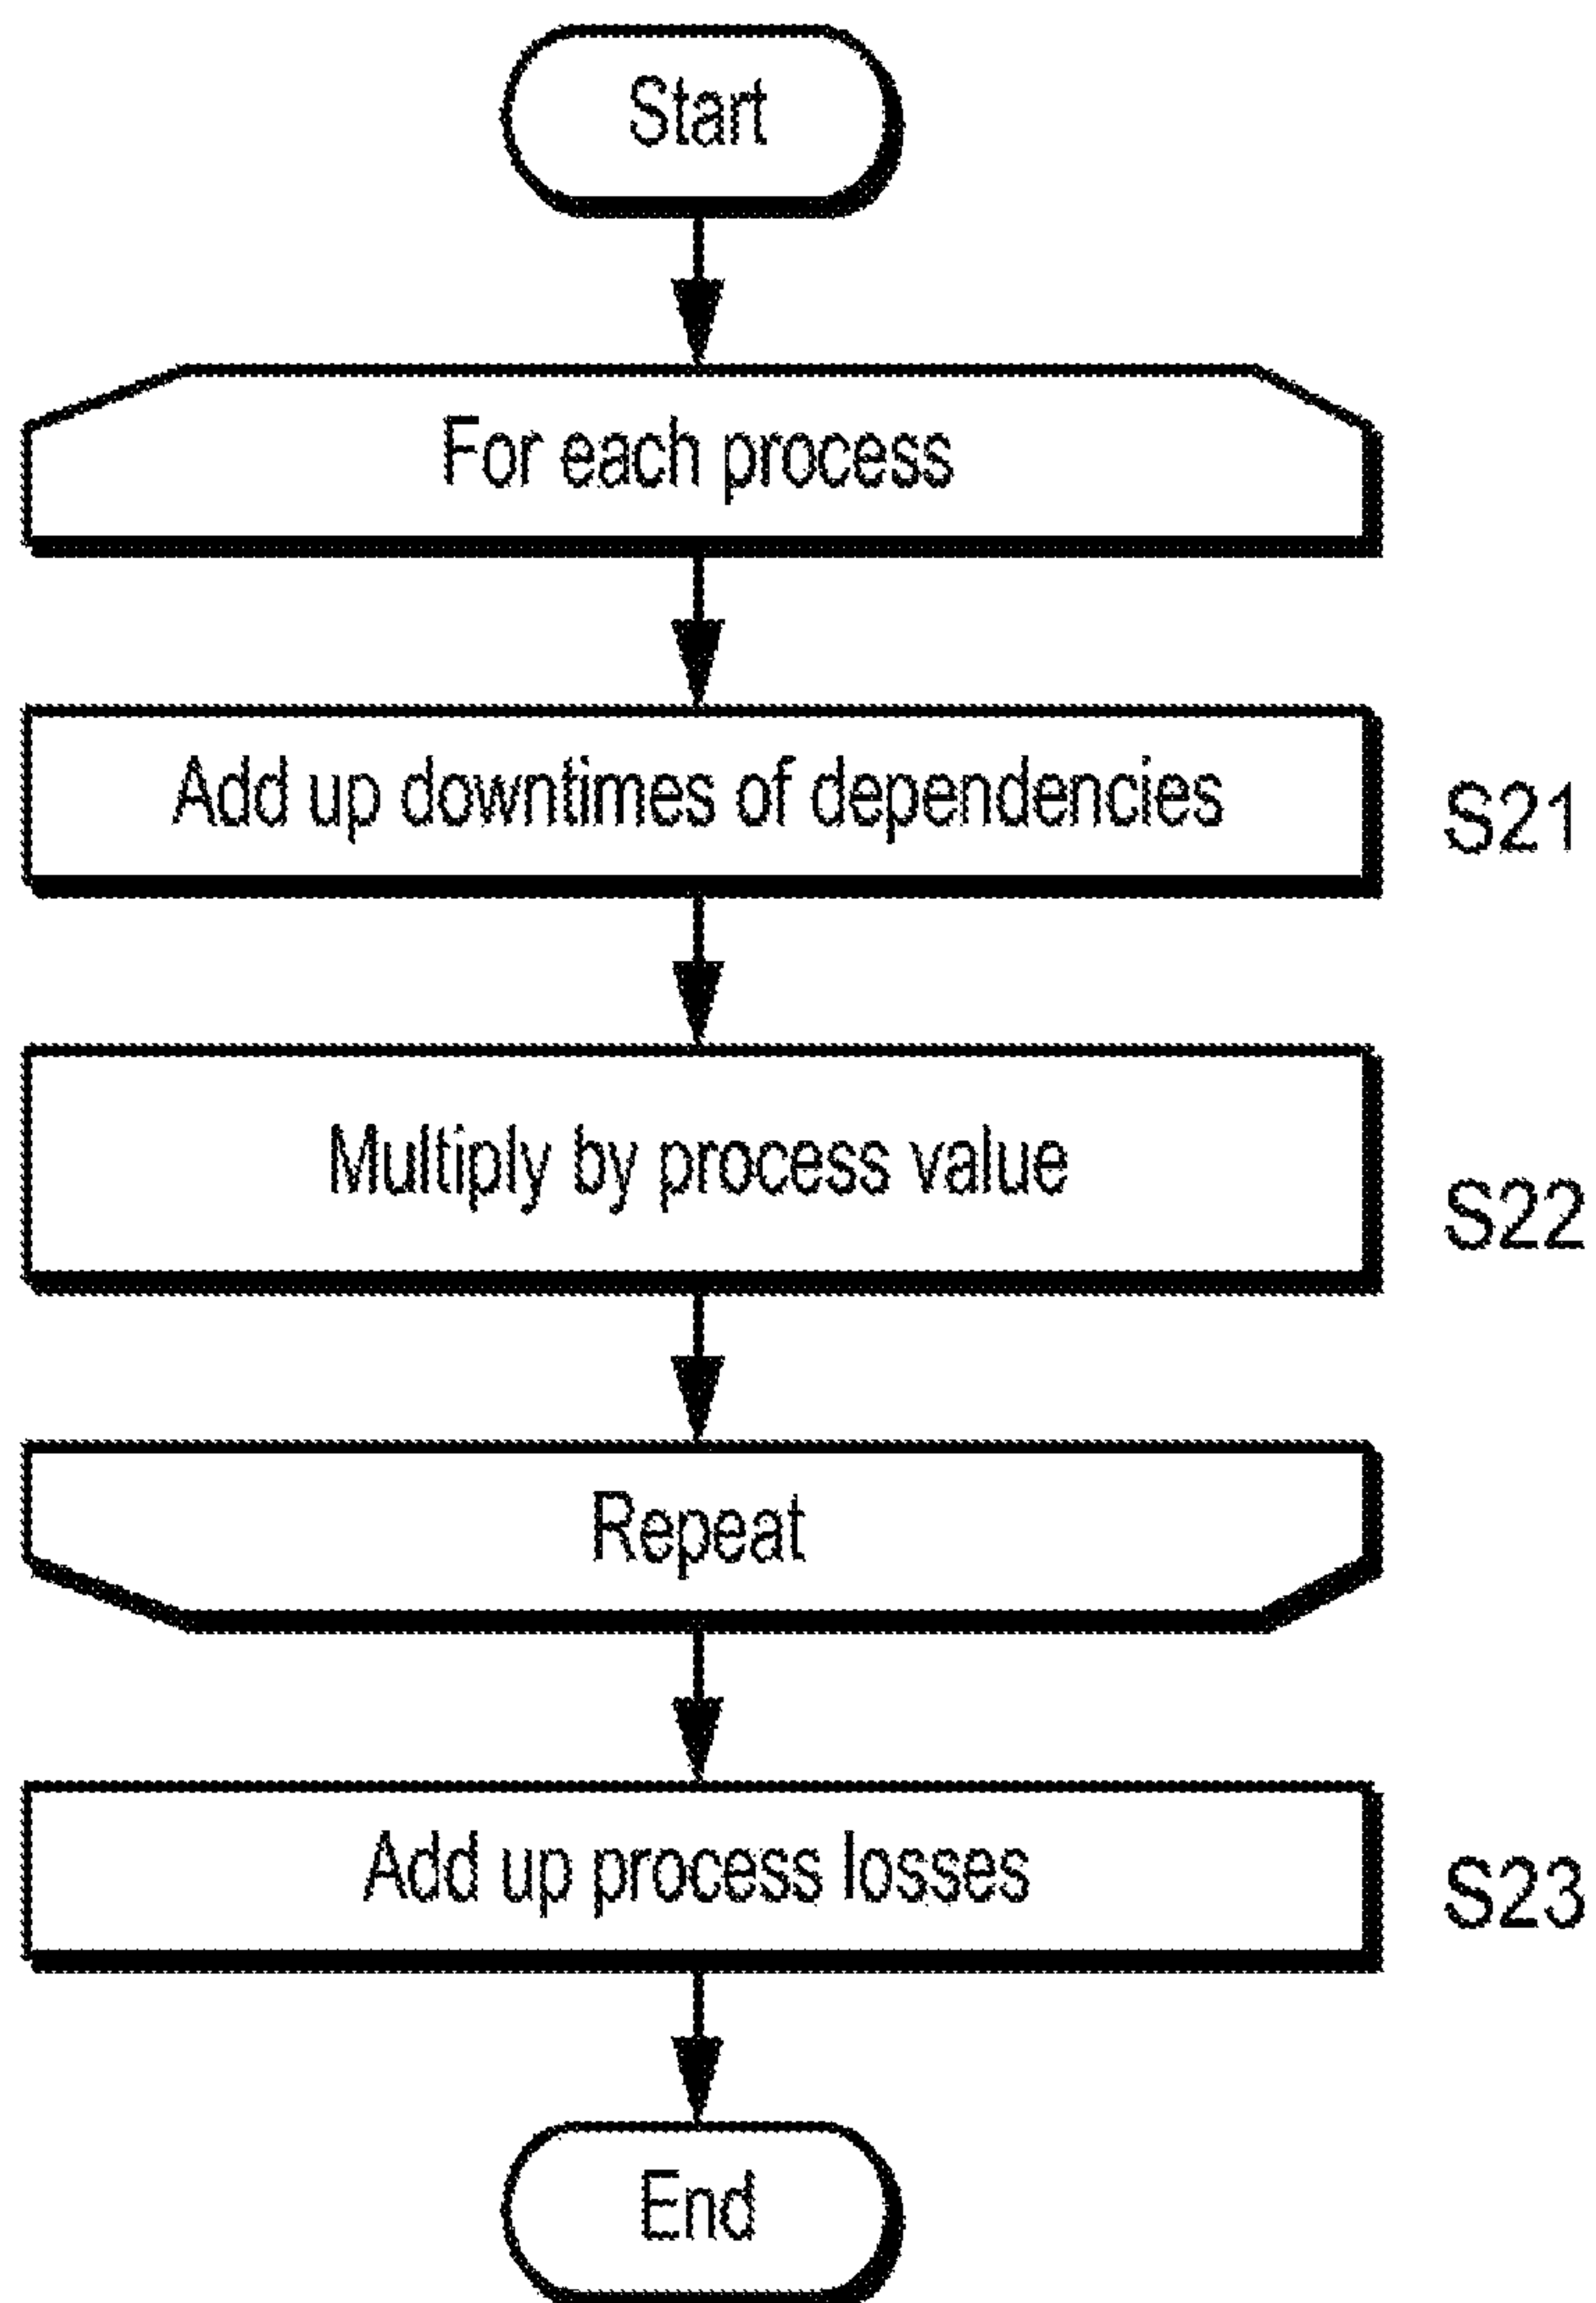 Start
For each process
Add up downtimes of dependencies
S21
Multiply by process value
S22
Repeat
Add up process losses
S23
End